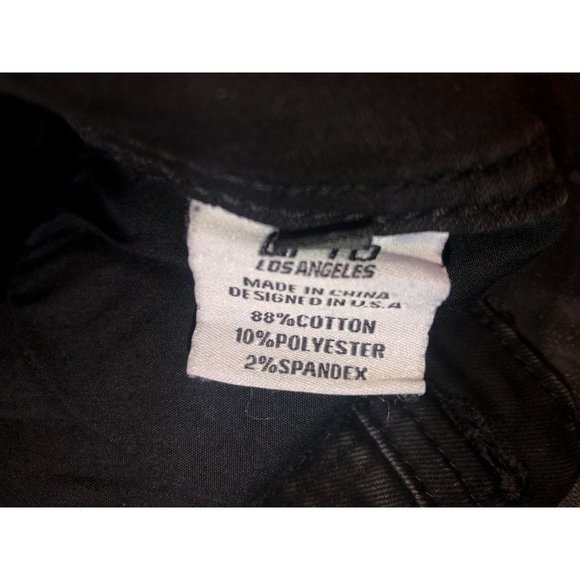 LOS ANGELES
MADE IN CHINA
DESIGNED IN U.S.A
88%COTTON
10%POLYESTER
2%SPANDEX